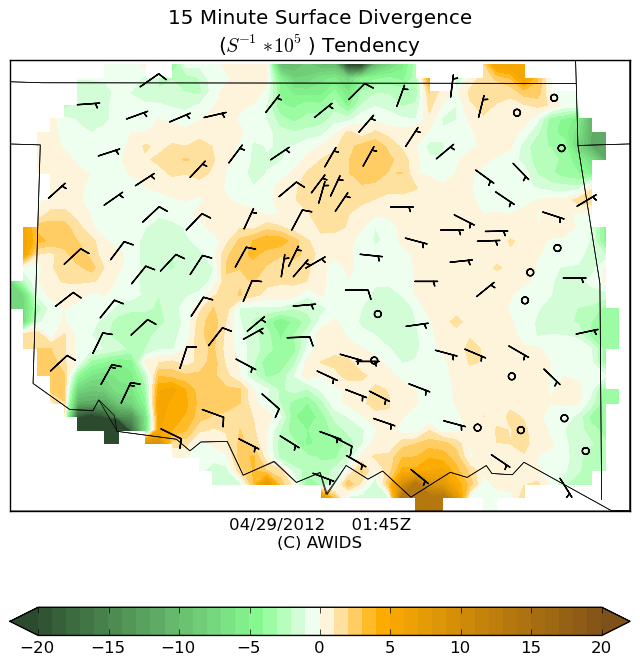 15 Minute Surface Divergence
(S⁻¹ * 10⁵ ) Tendency
04/29/2012 01:45Z
(C) AWIDS
−20 −15 −10 −5 0 5 10 15 20